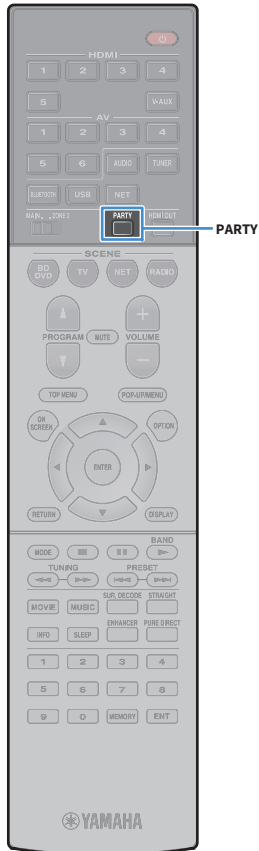 HDMI
1 2 3 4
5 V-AUX
AV
1 2 3 4
5 6 AUDIO TUNER
BLUETOOTH USB NET
MAIN ZONE 2 PARTY HDMI OUT
PARTY
SCENE
BD DVD TV NET RADIO
PROGRAM MUTE VOLUME
TOP MENU POP-UP/MENU
ON SCREEN OPTION
ENTER
RETURN DISPLAY
BAND
MODE
TUNING PRESET
MOVIE MUSIC SUR. DECODE STRAIGHT
ENHANCER PURE DIRECT
INFO SLEEP
1 2 3 4
5 6 7 8
9 0 MEMORY ENT
YAMAHA